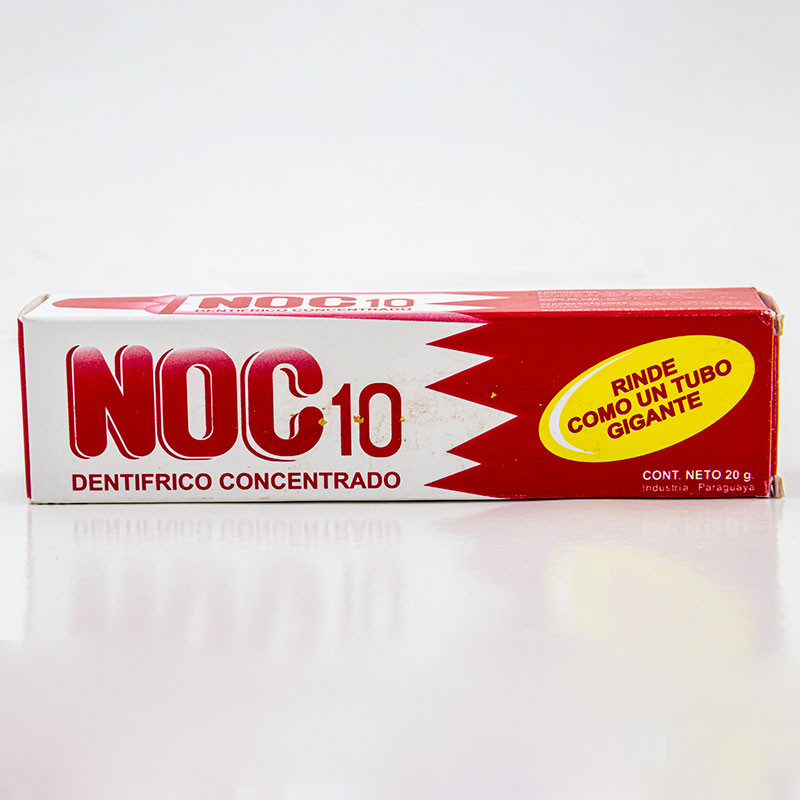 NOC10
DENTIFRICO CONCENTRADO
NOC10
DENTIFRICO CONCENTRADO
RINDE
COMO UN TUBO
GIGANTE
CONT. NETO 20 g.
Industria Paraguaya